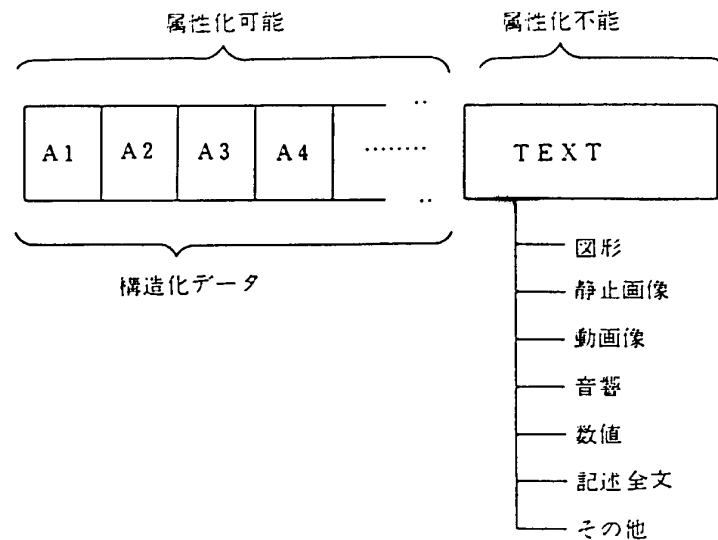 属性化可能 属性化不能
A1 A2 A3 A4 ‥‥‥‥ TEXT
構造化データ
図形
静止画像
動画像
音響
数値
記述全文
その他